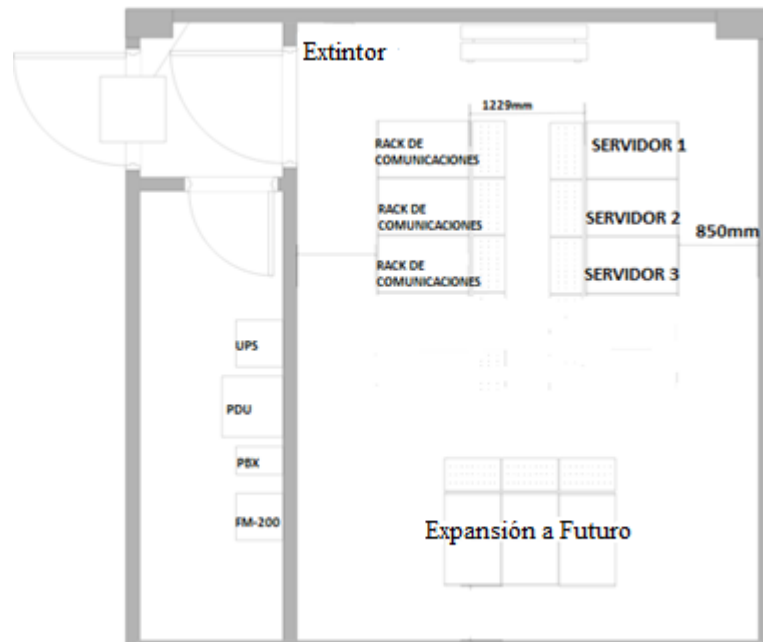 Extintor
1229mm
RACK DE
COMUNICACIONES
SERVIDOR 1
RACK DE
COMUNICACIONES
SERVIDOR 2
850mm
RACK DE
COMUNICACIONES
SERVIDOR 3
UPS
PDU
PBX
FM-200
Expansión a Futuro